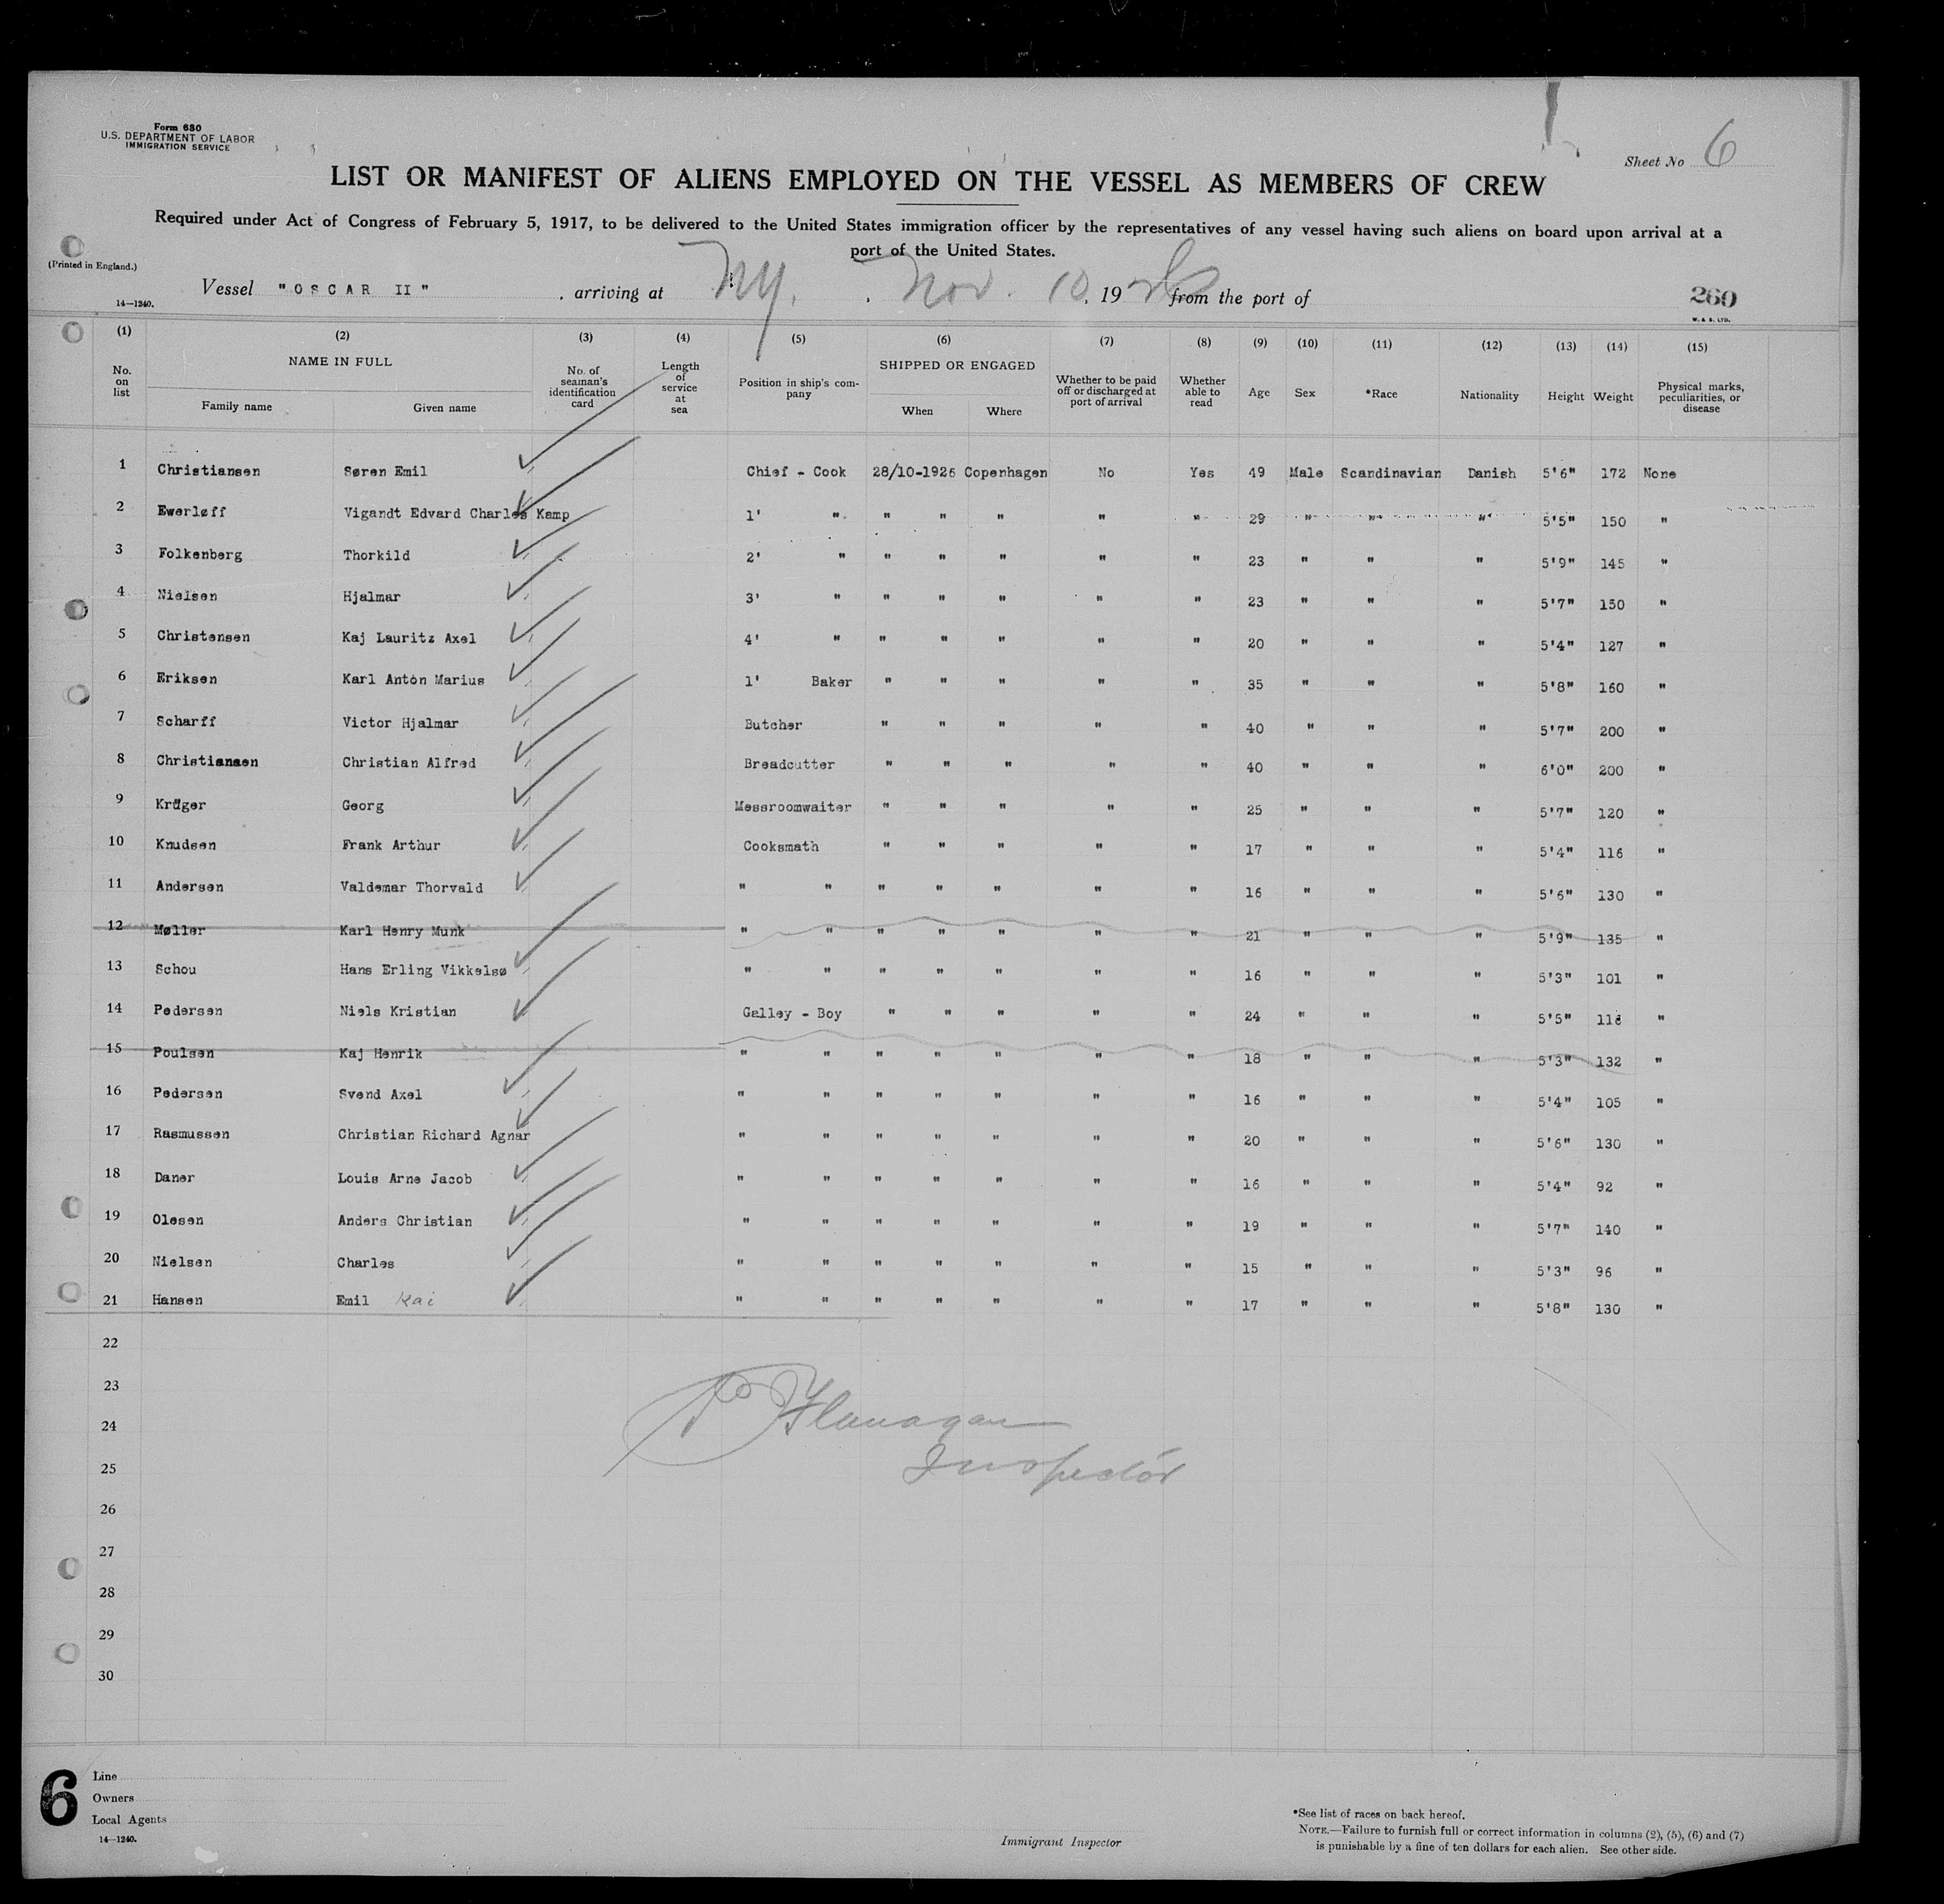 Form 680
U.S. DEPARTMENT OF LABOR
IMMIGRATION SERVICE
Sheet No 6
LIST OR MANIFEST OF ALIENS EMPLOYED ON THE VESSEL AS MEMBERS OF CREW
Required under Act of Congress of February 5, 1917, to be delivered to the United States immigration officer by the representatives of any vessel having such aliens on board upon arrival at a
port of the United States.
(Printed in England.)
Vessel "OSCAR II", arriving at NY, Nov. 10, 1926 from the port of
14—1240.
260
W. & S. LTD.
(1) (2) (3) (4) (5) (6) (7) (8) (9) (10) (11) (12) (13) (14) (15)
No. on list NAME IN FULL Family name Given name No. of seaman's identification card Length of service at sea Position in ship's company SHIPPED OR ENGAGED When Where Whether to be paid off or discharged at port of arrival Whether able to read Age Sex *Race Nationality Height Weight Physical marks, peculiarities, or disease
1 Christiansen Søren Emil Chief - Cook 28/10-1926 Copenhagen No Yes 49 Male Scandinavian Danish 5'6" 172 None
2 Ewerløff Vigandt Edvard Charles Kamp 1' " " " " " " 29 " " " 5'5" 150 "
3 Folkenberg Thorkild 2' " " " " " " 23 " " " 5'9" 145 "
4 Nielsen Hjalmar 3' " " " " " " 23 " " " 5'7" 150 "
5 Christensen Kaj Lauritz Axel 4' " " " " " " 20 " " " 5'4" 127 "
6 Eriksen Karl Anton Marius 1' Baker " " " " " 35 " " " 5'8" 160 "
7 Scharff Victor Hjalmar Butcher " " " " " 40 " " " 5'7" 200 "
8 Christiansen Christian Alfred Breadcutter " " " " " 40 " " " 6'0" 200 "
9 Krüger Georg Messroomwaiter " " " " " 25 " " " 5'7" 120 "
10 Knudsen Frank Arthur Cooksmath " " " " " 17 " " " 5'4" 116 "
11 Andersen Valdemar Thorvald " " " " " " " 16 " " " 5'6" 130 "
12 Møller Karl Henry Munk " " " " " " " 21 " " " 5'9" 135 "
13 Schou Hans Erling Vikkelsø " " " " " " " 16 " " " 5'3" 101 "
14 Pedersen Niels Kristian Galley - Boy " " " " " 24 " " " 5'5" 118 "
15 Poulsen Kaj Henrik " " " " " " " 18 " " " 5'3" 132 "
16 Pedersen Svend Axel " " " " " " " 16 " " " 5'4" 105 "
17 Rasmussen Christian Richard Agnar " " " " " " " 20 " " " 5'6" 130 "
18 Daner Louis Arne Jacob " " " " " " " 16 " " " 5'4" 92 "
19 Olesen Anders Christian " " " " " " " 19 " " " 5'7" 140 "
20 Nielsen Charles " " " " " " " 15 " " " 5'3" 96 "
21 Hansen Emil Kai " " " " " " " 17 " " " 5'8" 130 "
22
23
24
25
26
27
28
29
30
P Flanagan
Inspector
6
Line
Owners
Local Agents
14—1240.
Immigrant Inspector
*See list of races on back hereof.
NOTE.—Failure to furnish full or correct information in columns (2), (5), (6) and (7)
is punishable by a fine of ten dollars for each alien. See other side.